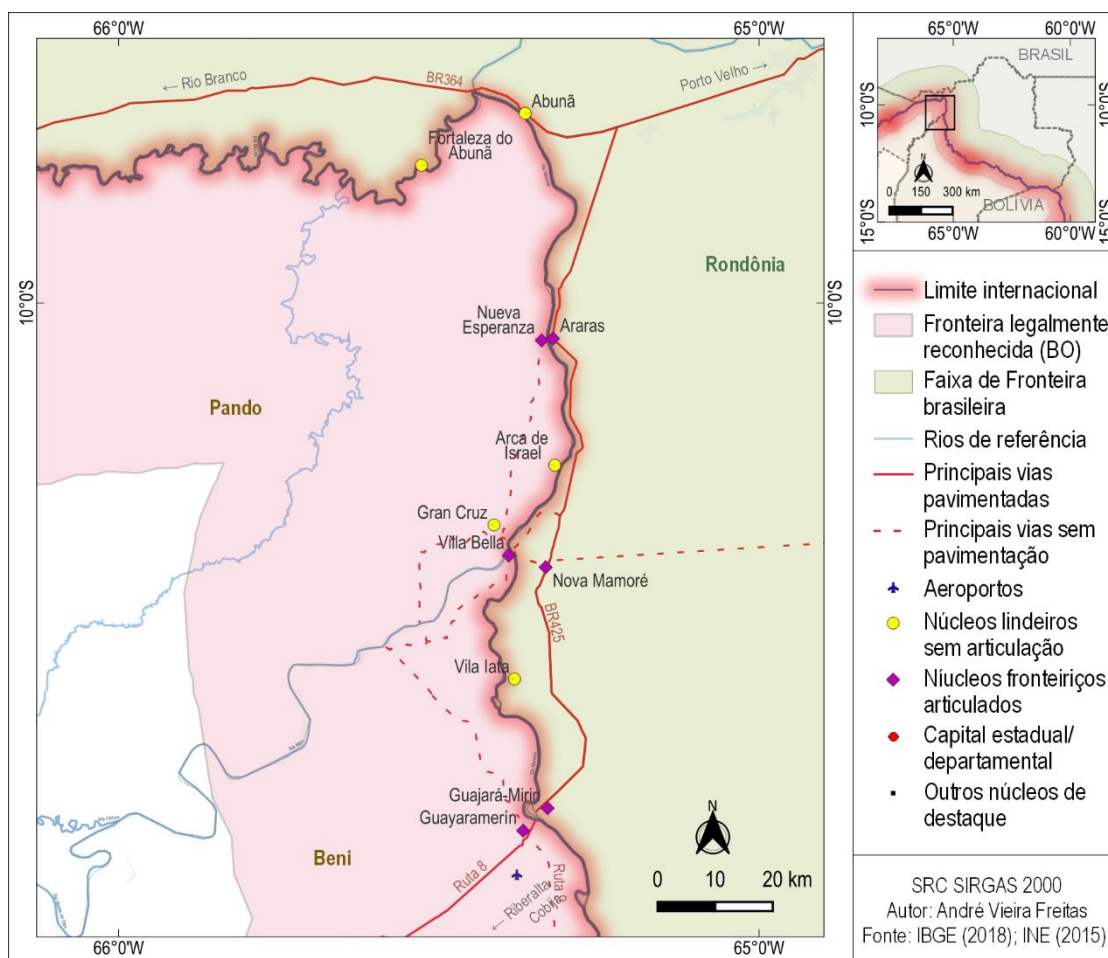 66°0'W
65°0'W
← Rio Branco
BR364
Porto Velho →
Abunã
Fortaleza do
Abunã
Rondônia
10°0'S
10°0'S
Nueva
Esperanza
Araras
Pando
Arca de
Israel
Gran Cruz
Villa Bella
Nova Mamoré
BR425
Vila Iata
Guajará-Mirin
Guayaramerín
Beni
Ruta 8
← Riberalta
Cobija
N
0 10 20 km
66°0'W
65°0'W
65°0'W
60°0'W
BRASIL
10°0'S
10°0'S
N
0 150 300 km
BOLÍVIA
15°0'S
15°0'S
65°0'W
60°0'W
Limite internacional
Fronteira legalmente
reconhecida (BO)
Faixa de Fronteira
brasileira
Rios de referência
Principais vias
pavimentadas
Principais vias sem
pavimentação
Aeroportos
Núcleos lindeiros
sem articulação
Níucleos fronteiriços
articulados
Capital estadual/
departamental
Outros núcleos de
destaque
SRC SIRGAS 2000
Autor: André Vieira Freitas
Fonte: IBGE (2018); INE (2015)